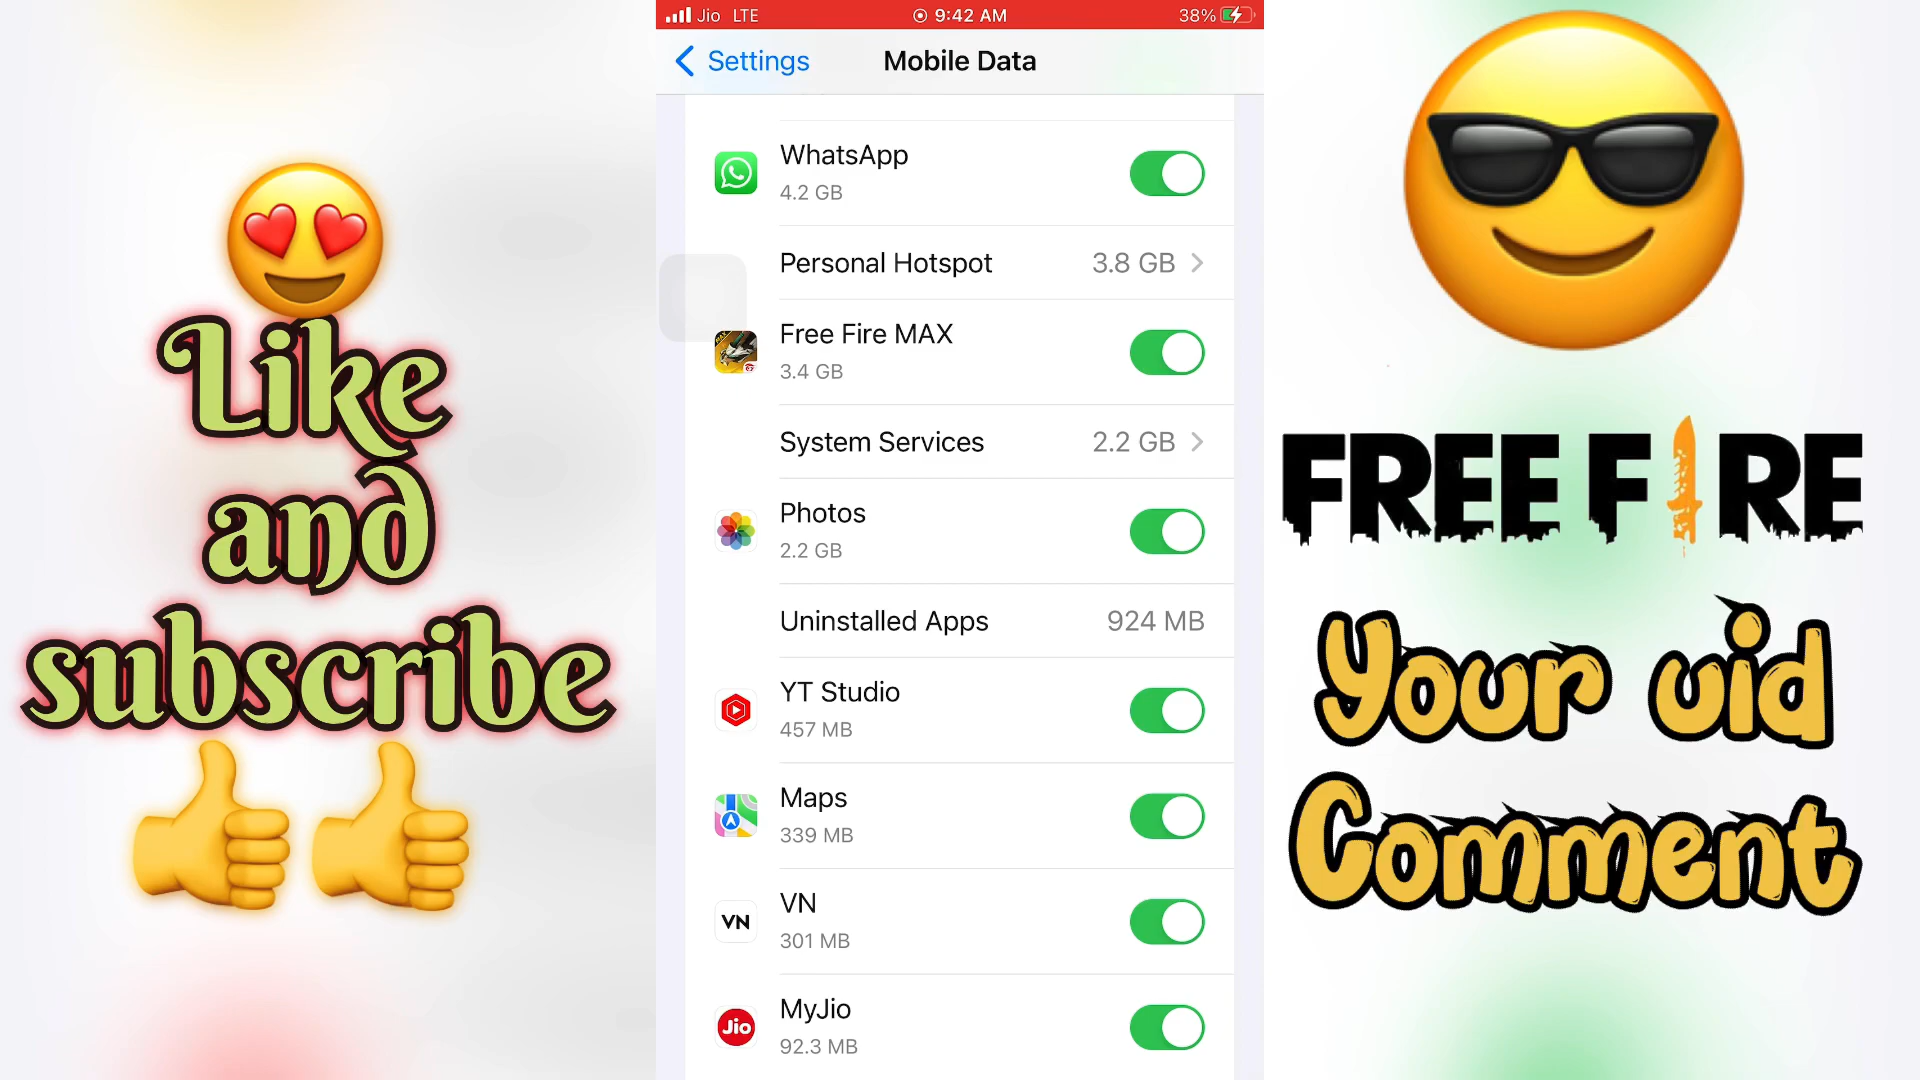 Jio LTE 9:42 AM 38%
Settings Mobile Data
WhatsApp
4.2 GB
Personal Hotspot 3.8 GB
Free Fire MAX
3.4 GB
System Services 2.2 GB
Photos
2.2 GB
Uninstalled Apps 924 MB
YT Studio
457 MB
Maps
339 MB
VN
VN
301 MB
MyJio
Jio
92.3 MB
Like
and
subscribe
FREE FIRE
Your uid
Comment